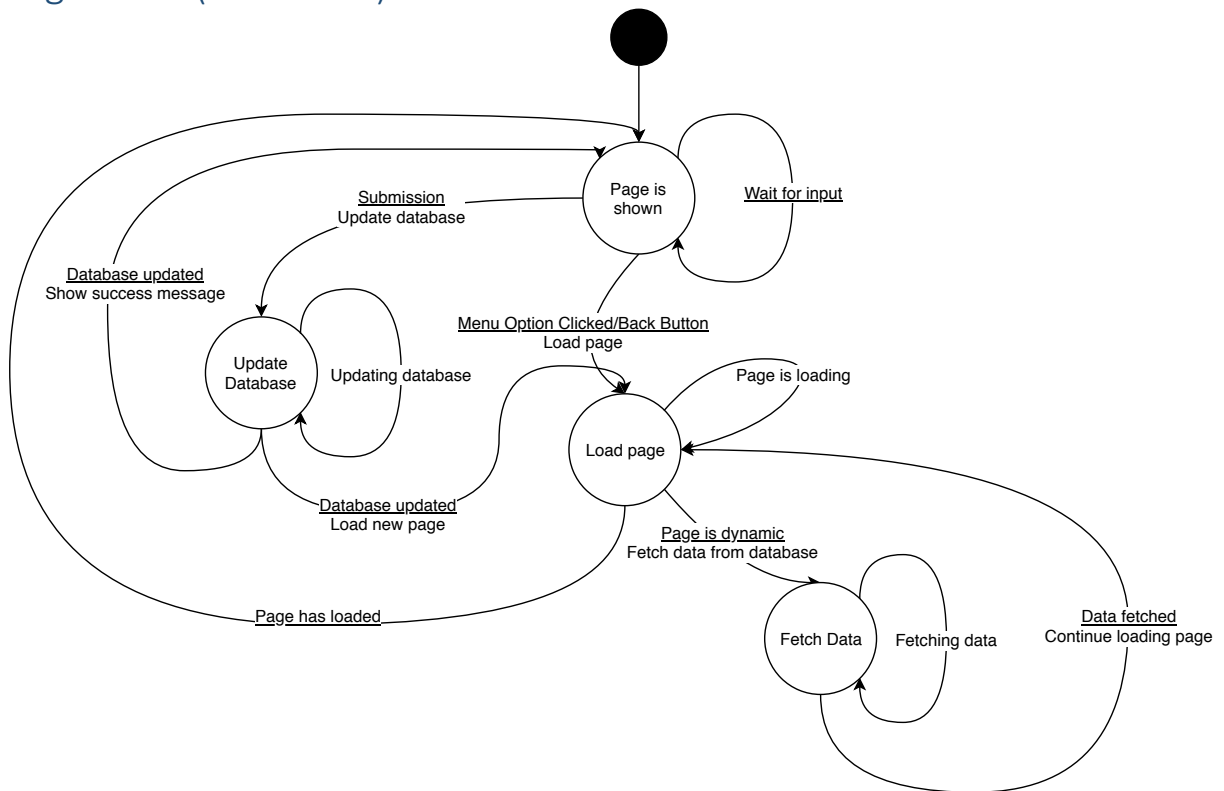 Page is
shown
Wait for input
Submission
Update database
Database updated
Show success message
Menu Option Clicked/Back Button
Load page
Update
Database
Updating database
Page is loading
Load page
Database updated
Load new page
Page is dynamic
Fetch data from database
Page has loaded
Fetch Data
Fetching data
Data fetched
Continue loading page